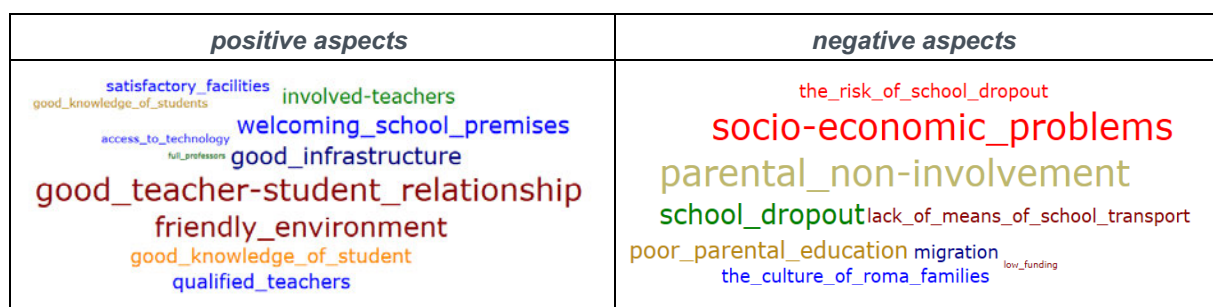 positive aspects
negative aspects
satisfactory_facilities
good_knowledge_of_students
involved-teachers
access_to_technology
welcoming_school_premises
full_professors
good_infrastructure
good_teacher-student_relationship
friendly_environment
good_knowledge_of_student
qualified_teachers
the_risk_of_school_dropout
socio-economic_problems
parental_non-involvement
school_dropout lack_of_means_of_school_transport
poor_parental_education migration low_funding
the_culture_of_roma_families